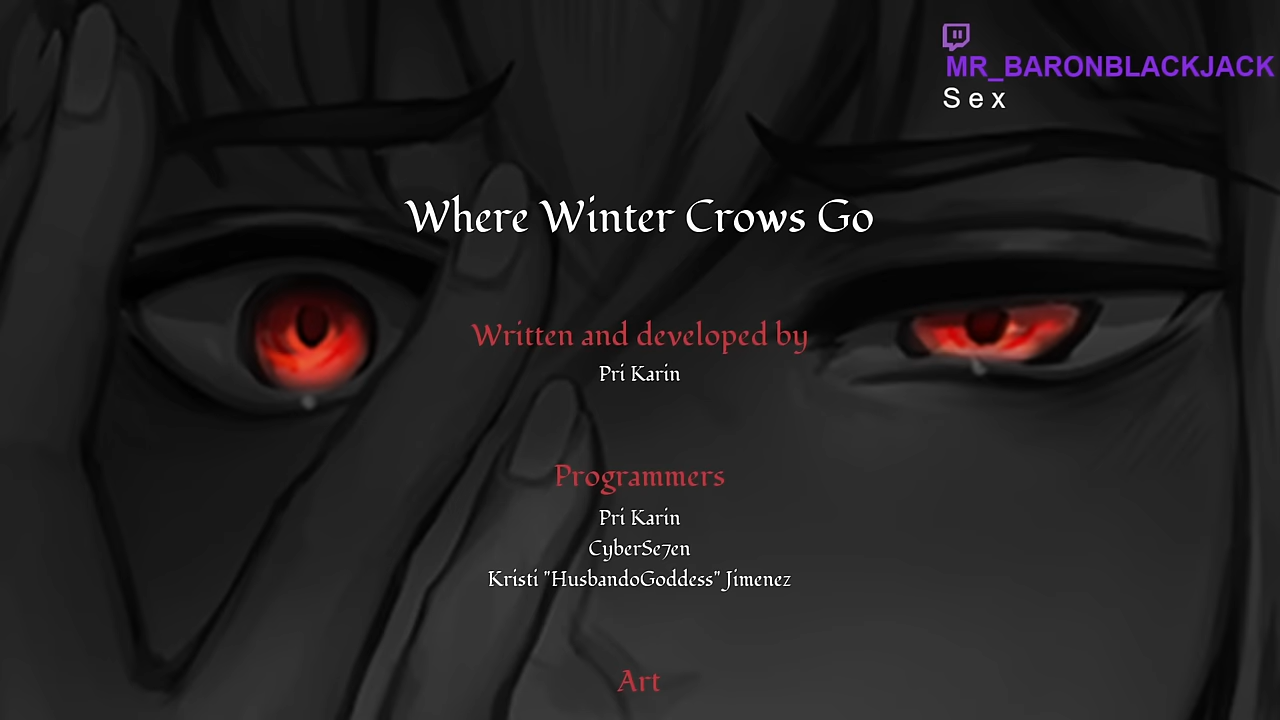 MR_BARONBLACKJACK
Sex
Where Winter Crows Go
Written and developed by
Pri Karin
Programmers
Pri Karin
CyberSe7en
Kristi "HusbandoGoddess" Jimenez
Art